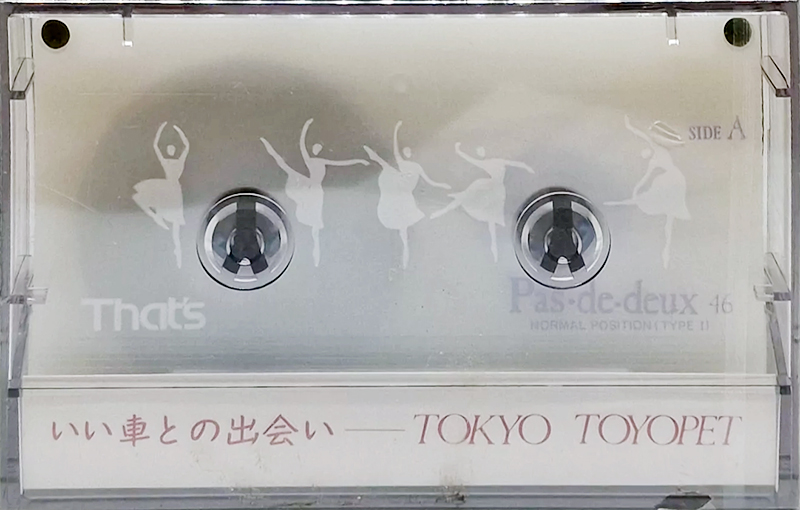 SIDE A
That's
Pas·de·deux 46
NORMAL POSITION (TYPE I)
いい車との出会い — TOKYO TOYOPET